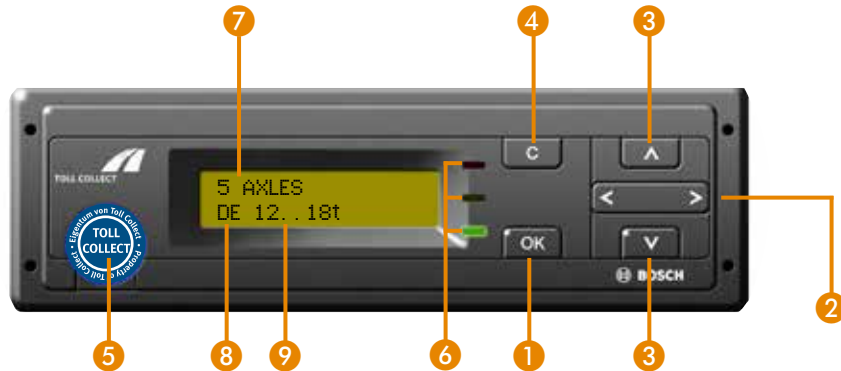 7
4
3
C
TOLL COLLECT
5 AXLES
DE 12..18t
< >
Eigentum von Toll Collect
TOLL
COLLECT
Property of Toll Collect
OK
BOSCH
2
5
8
9
6
1
3